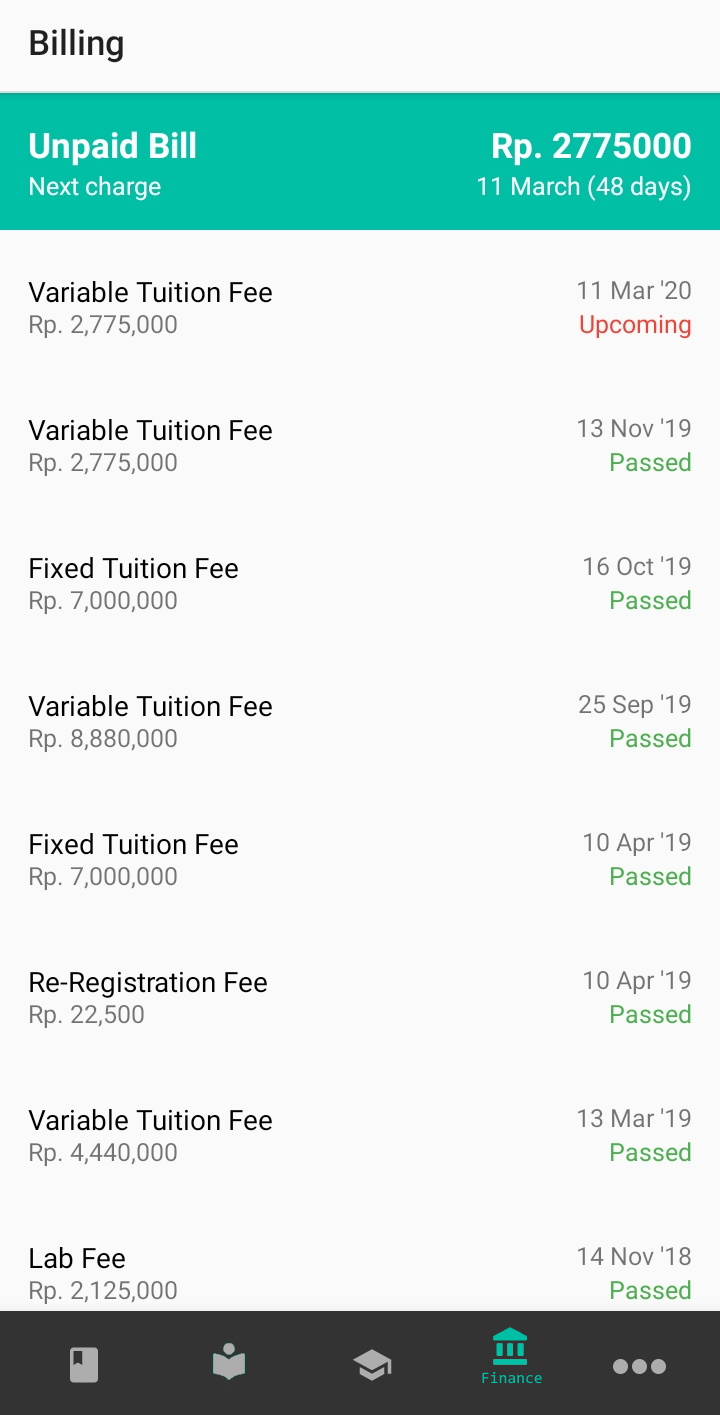 Billing
Unpaid Bill Rp. 2775000
Next charge 11 March (48 days)
Variable Tuition Fee 11 Mar '20
Rp. 2,775,000 Upcoming
Variable Tuition Fee 13 Nov '19
Rp. 2,775,000 Passed
Fixed Tuition Fee 16 Oct '19
Rp. 7,000,000 Passed
Variable Tuition Fee 25 Sep '19
Rp. 8,880,000 Passed
Fixed Tuition Fee 10 Apr '19
Rp. 7,000,000 Passed
Re-Registration Fee 10 Apr '19
Rp. 22,500 Passed
Variable Tuition Fee 13 Mar '19
Rp. 4,440,000 Passed
Lab Fee 14 Nov '18
Rp. 2,125,000 Passed
Finance